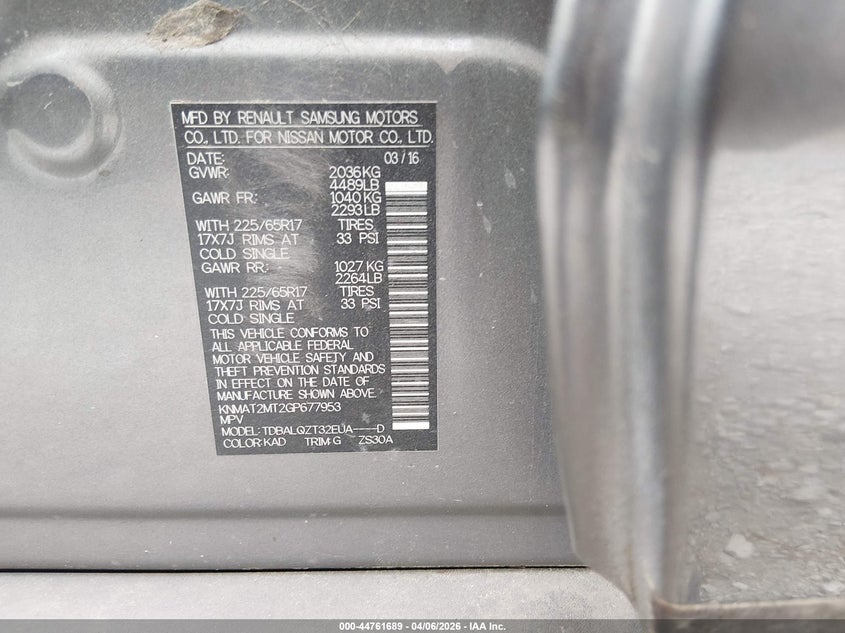 MFD BY RENAULT SAMSUNG MOTORS
CO., LTD. FOR NISSAN MOTOR CO., LTD.
DATE: 03/16
GVWR: 2036KG
4489LB
GAWR FR: 1040KG
2293LB
WITH 225/65R17 TIRES
17X7J RIMS AT 33 PSI
COLD SINGLE
GAWR RR: 1027KG
2264LB
WITH 225/65R17 TIRES
17X7J RIMS AT 33 PSI
COLD SINGLE
THIS VEHICLE CONFORMS TO
ALL APPLICABLE FEDERAL
MOTOR VEHICLE SAFETY AND
THEFT PREVENTION STANDARDS
IN EFFECT ON THE DATE OF
MANUFACTURE SHOWN ABOVE.
KNMAT2MT2GP677953
MPV
MODEL: TDBALQZT32EUA----D
COLOR: KAD TRIM: G ZS30A
000-44761689 - 04/06/2026 - IAA Inc.